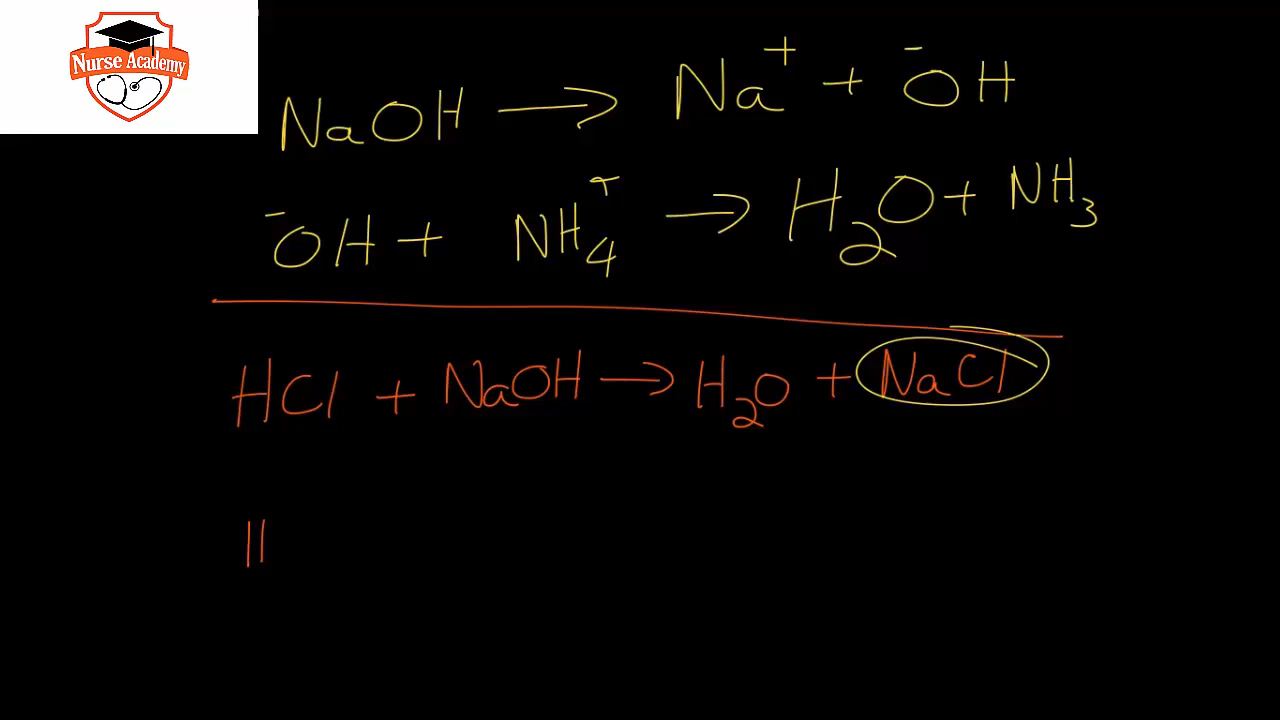 Nurse Academy
NaOH → Na⁺ + ⁻OH
⁻OH + NH₄⁺ → H₂O + NH₃
HCl + NaOH → H₂O + NaCl